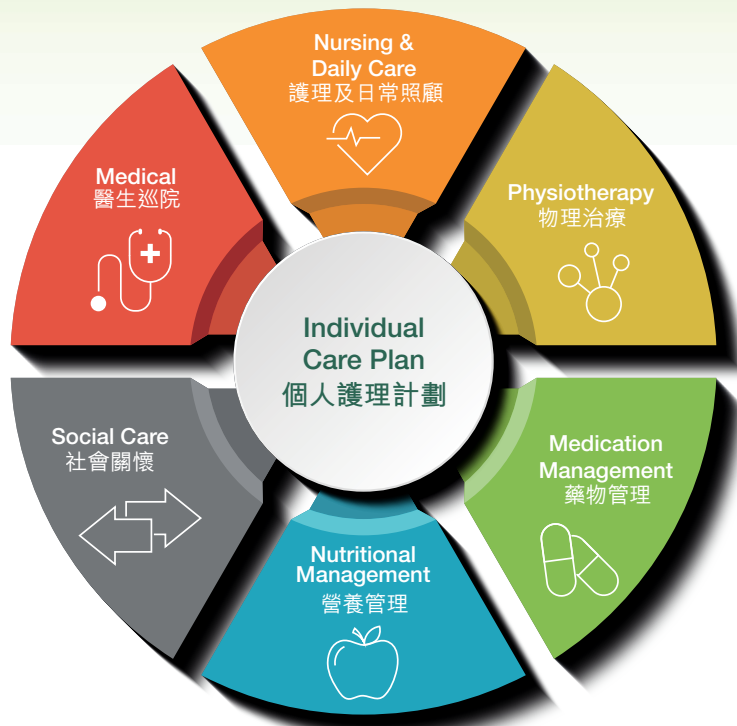 Nursing &
Daily Care
護理及日常照顧
Medical
醫生巡院
Physiotherapy
物理治療
Individual
Care Plan
個人護理計劃
Social Care
社會關懷
Medication
Management
藥物管理
Nutritional
Management
營養管理